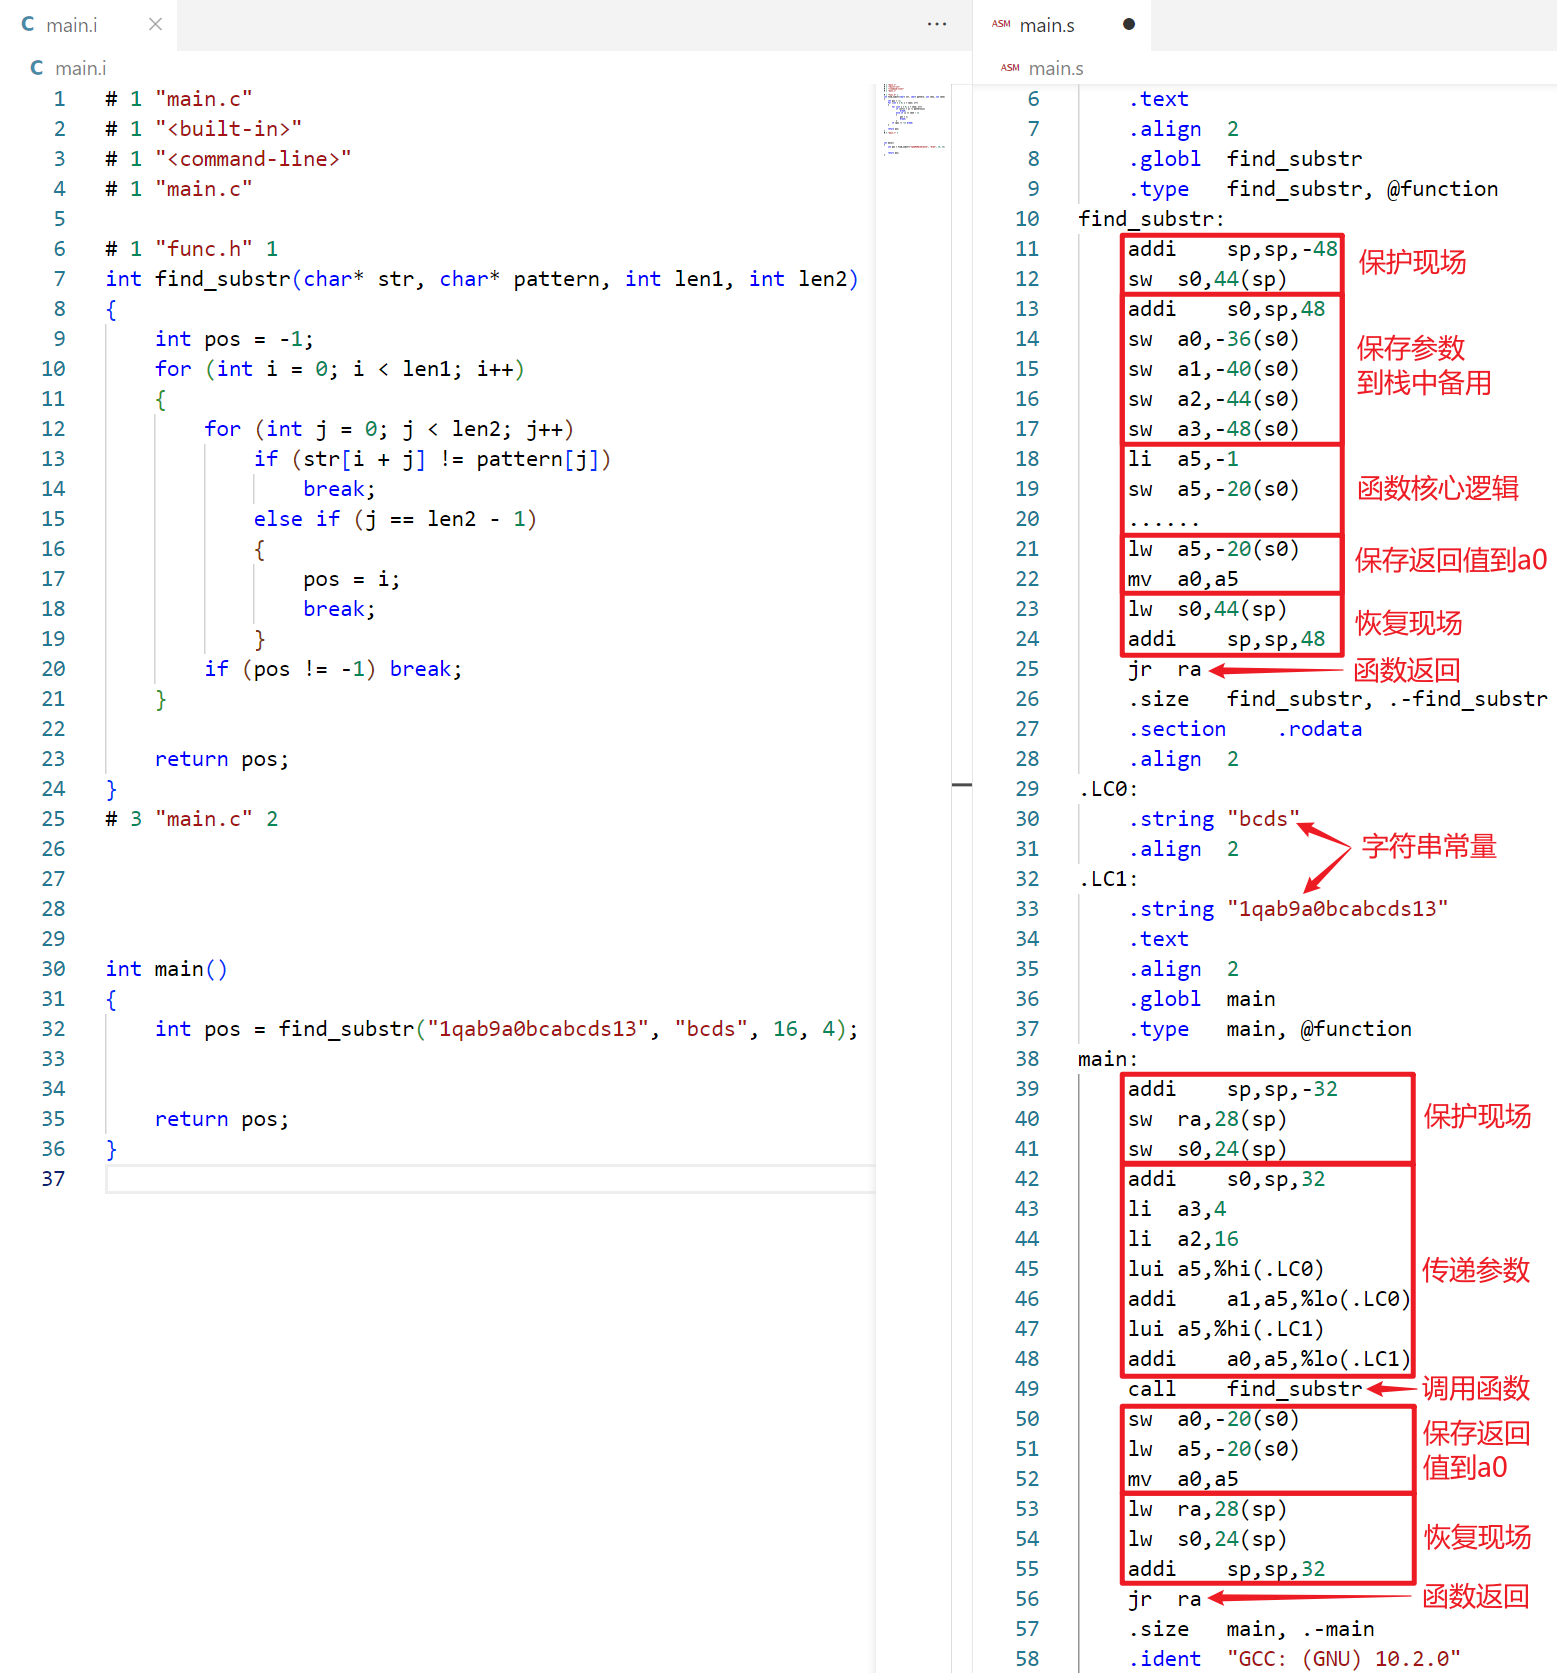 C main.i
C main.i
1 # 1 "main.c"
2 # 1 "<built-in>"
3 # 1 "<command-line>"
4 # 1 "main.c"
5
6 # 1 "func.h" 1
7 int find_substr(char* str, char* pattern, int len1, int len2)
8 {
9 int pos = -1;
10 for (int i = 0; i < len1; i++)
11 {
12 for (int j = 0; j < len2; j++)
13 if (str[i + j] != pattern[j])
14 break;
15 else if (j == len2 - 1)
16 {
17 pos = i;
18 break;
19 }
20 if (pos != -1) break;
21 }
22
23 return pos;
24 }
25 # 3 "main.c" 2
26
27
28
29
30 int main()
31 {
32 int pos = find_substr("1qab9a0bcabcds13", "bcds", 16, 4);
33
34
35 return pos;
36 }
37
ASM main.s
ASM main.s
6 .text
7 .align 2
8 .globl find_substr
9 .type find_substr, @function
10 find_substr:
11 addi sp,sp,-48
12 sw s0,44(sp)
保护现场
13 addi s0,sp,48
14 sw a0,-36(s0)
15 sw a1,-40(s0)
16 sw a2,-44(s0)
17 sw a3,-48(s0)
保存参数
到栈中备用
18 li a5,-1
19 sw a5,-20(s0)
20 ......
函数核心逻辑
21 lw a5,-20(s0)
22 mv a0,a5
保存返回值到a0
23 lw s0,44(sp)
24 addi sp,sp,48
恢复现场
25 jr ra
函数返回
26 .size find_substr, .-find_substr
27 .section .rodata
28 .align 2
29 .LC0:
30 .string "bcds"
31 .align 2
字符串常量
32 .LC1:
33 .string "1qab9a0bcabcds13"
34 .text
35 .align 2
36 .globl main
37 .type main, @function
38 main:
39 addi sp,sp,-32
40 sw ra,28(sp)
41 sw s0,24(sp)
保护现场
42 addi s0,sp,32
43 li a3,4
44 li a2,16
45 lui a5,%hi(.LC0)
46 addi a1,a5,%lo(.LC0)
47 lui a5,%hi(.LC1)
48 addi a0,a5,%lo(.LC1)
传递参数
49 call find_substr
调用函数
50 sw a0,-20(s0)
51 lw a5,-20(s0)
52 mv a0,a5
保存返回
值到a0
53 lw ra,28(sp)
54 lw s0,24(sp)
55 addi sp,sp,32
恢复现场
56 jr ra
函数返回
57 .size main, .-main
58 .ident "GCC: (GNU) 10.2.0"